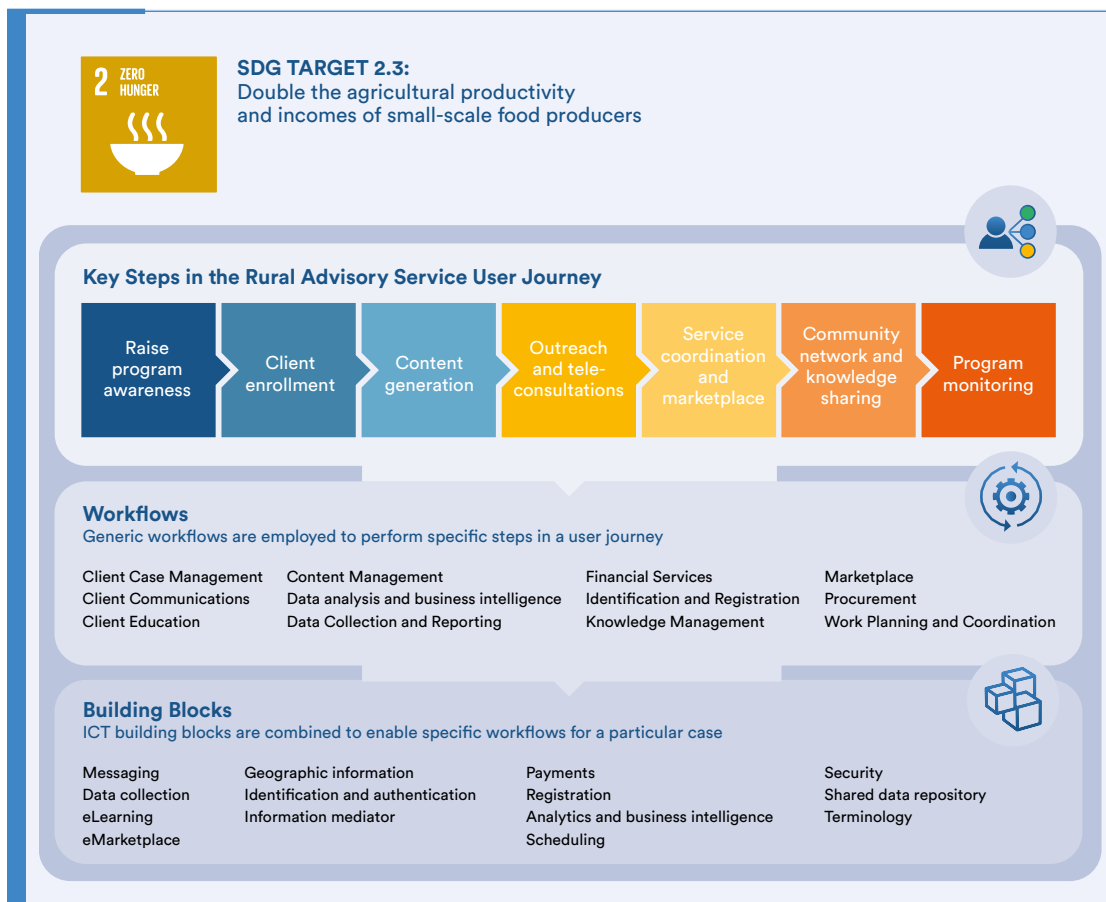 2 ZERO
HUNGER
SDG TARGET 2.3:
Double the agricultural productivity
and incomes of small-scale food producers
Key Steps in the Rural Advisory Service User Journey
Raise
program
awareness
Client
enrollment
Content
generation
Outreach
and tele-
consultations
Service
coordination
and
marketplace
Community
network and
knowledge
sharing
Program
monitoring
Workflows
Generic workflows are employed to perform specific steps in a user journey
Client Case Management
Client Communications
Client Education
Content Management
Data analysis and business intelligence
Data Collection and Reporting
Financial Services
Identification and Registration
Knowledge Management
Marketplace
Procurement
Work Planning and Coordination
Building Blocks
ICT building blocks are combined to enable specific workflows for a particular case
Messaging
Data collection
eLearning
eMarketplace
Geographic information
Identification and authentication
Information mediator
Payments
Registration
Analytics and business intelligence
Scheduling
Security
Shared data repository
Terminology